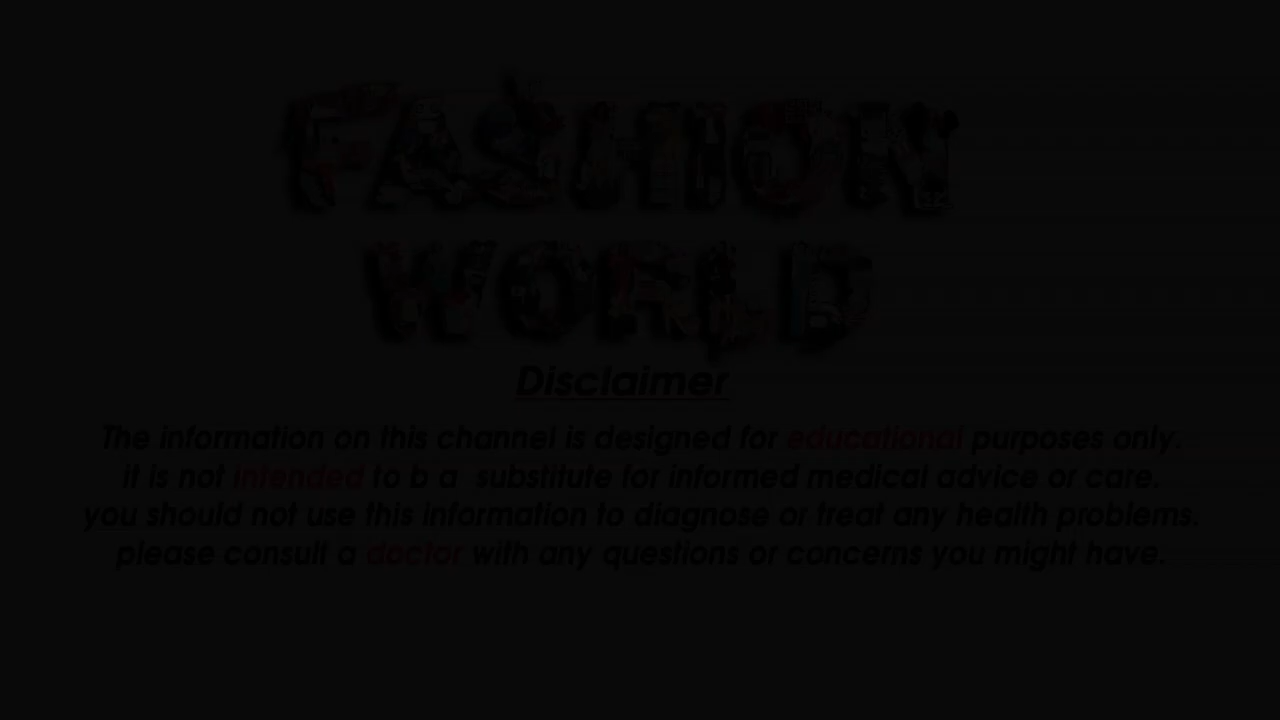 FASHION
WORLD
Disclaimer
The information on this channel is designed for educational purposes only.
it is not intended to b a substitute for informed medical advice or care.
you should not use this information to diagnose or treat any health problems.
please consult a doctor with any questions or concerns you might have.